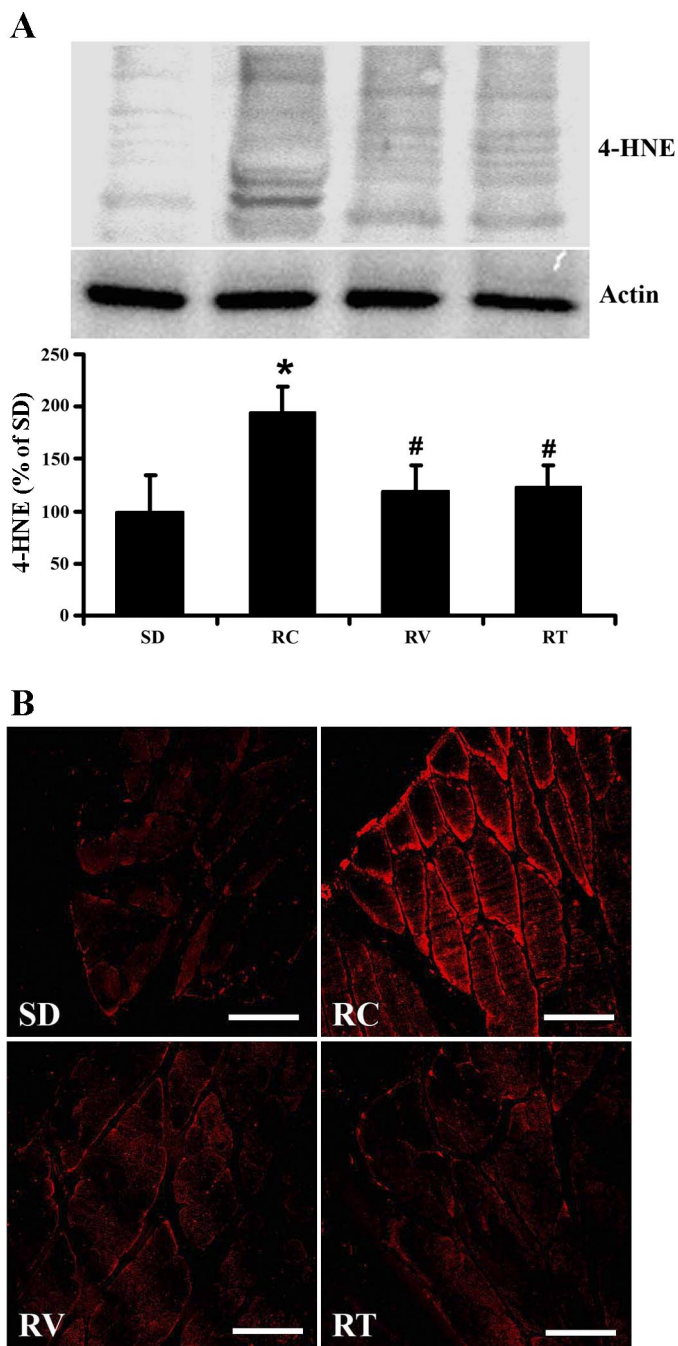 A
4-HNE
Actin
4-HNE (% of SD)
250
200
150
100
50
0
*
#
#
SD RC RV RT
B
SD
RC
RV
RT